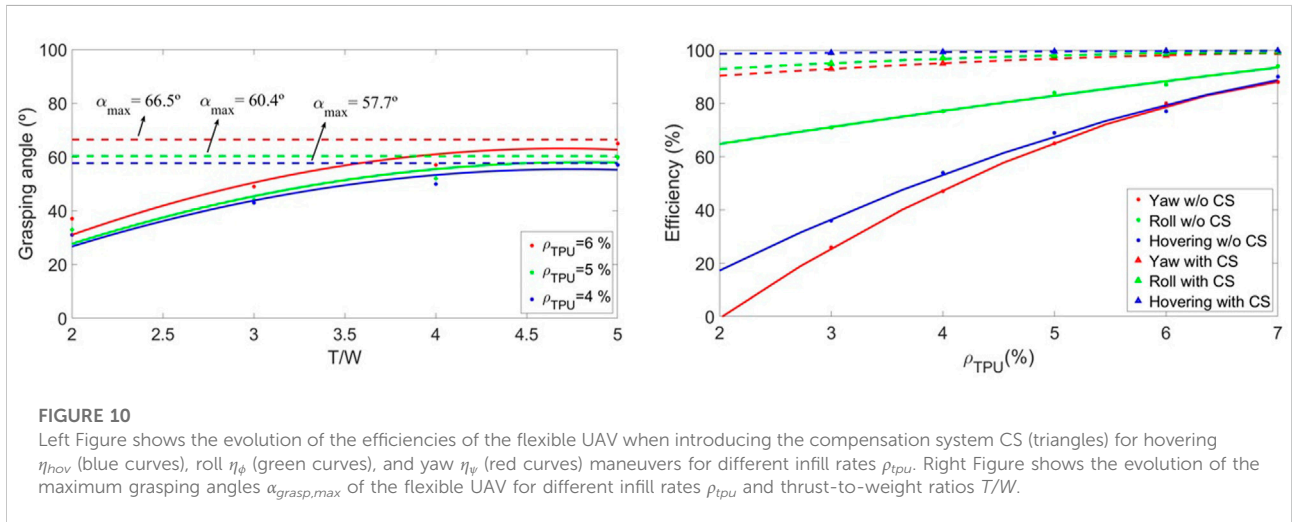 100
80
60
40
20
0
Grasping angle (º)
α_max = 66.5º
α_max = 60.4º
α_max = 57.7º
ρ_TPU=6 %
ρ_TPU=5 %
ρ_TPU=4 %
2
2.5
3
3.5
4
4.5
5
T/W
100
80
60
40
20
0
Efficiency (%)
Yaw w/o CS
Roll w/o CS
Hovering w/o CS
Yaw with CS
Roll with CS
Hovering with CS
2
3
4
5
6
7
ρ_TPU(%)
FIGURE 10
Left Figure shows the evolution of the efficiencies of the flexible UAV when introducing the compensation system CS (triangles) for hovering
η_hov (blue curves), roll η_ϕ (green curves), and yaw η_ψ (red curves) maneuvers for different infill rates ρ_tpu. Right Figure shows the evolution of the
maximum grasping angles α_grasp,max of the flexible UAV for different infill rates ρ_tpu and thrust-to-weight ratios T/W.